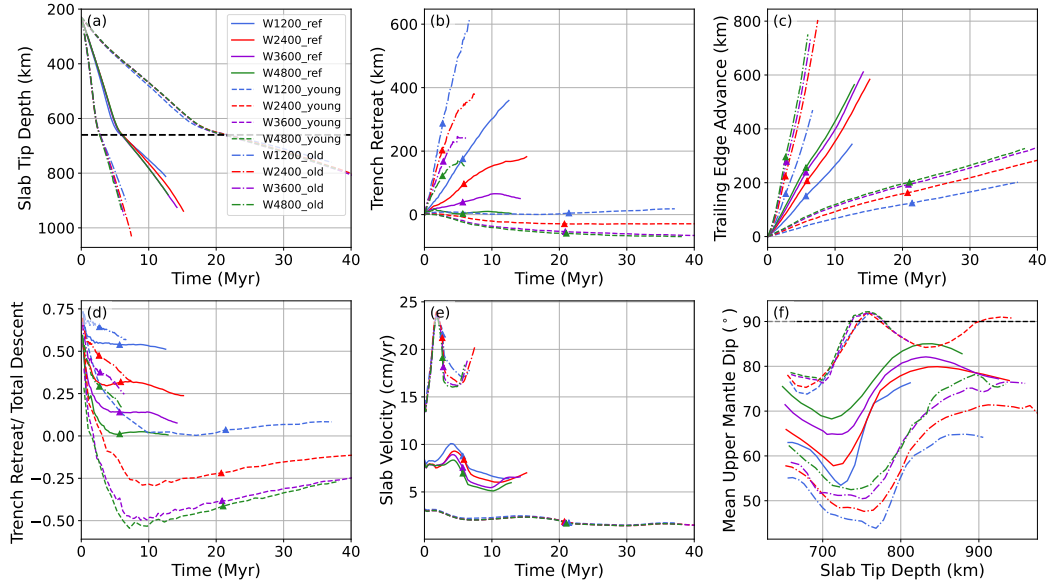 (a)
Slab Tip Depth (km)
200
400
600
800
1000
0
10
20
30
40
Time (Myr)
W1200_ref
W2400_ref
W3600_ref
W4800_ref
W1200_young
W2400_young
W3600_young
W4800_young
W1200_old
W2400_old
W3600_old
W4800_old
(b)
Trench Retreat (km)
600
400
200
0
0
10
20
30
40
Time (Myr)
(c)
Trailing Edge Advance (km)
800
600
400
200
0
0
10
20
30
40
Time (Myr)
(d)
Trench Retreat/ Total Descent
0.75
0.50
0.25
0.00
−0.25
−0.50
0
10
20
30
40
Time (Myr)
(e)
Slab Velocity (cm/yr)
25
20
15
10
5
0
10
20
30
40
Time (Myr)
(f)
Mean Upper Mantle Dip (°)
90
80
70
60
50
700
800
900
Slab Tip Depth (km)